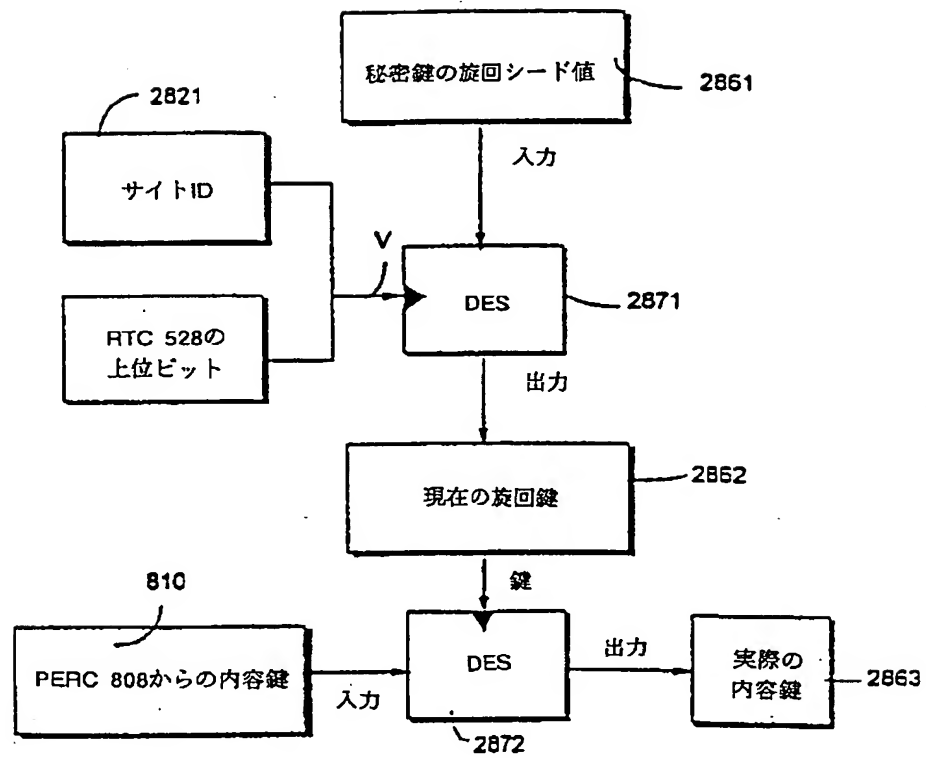 秘密鍵の旋回シード値
2861
2821
入力
サイトID
V
DES
2871
RTC 528の
上位ビット
出力
現在の旋回鍵
2862
鍵
810
PERC 808からの内容鍵
入力
DES
2872
出力
実際の
内容鍵
2863